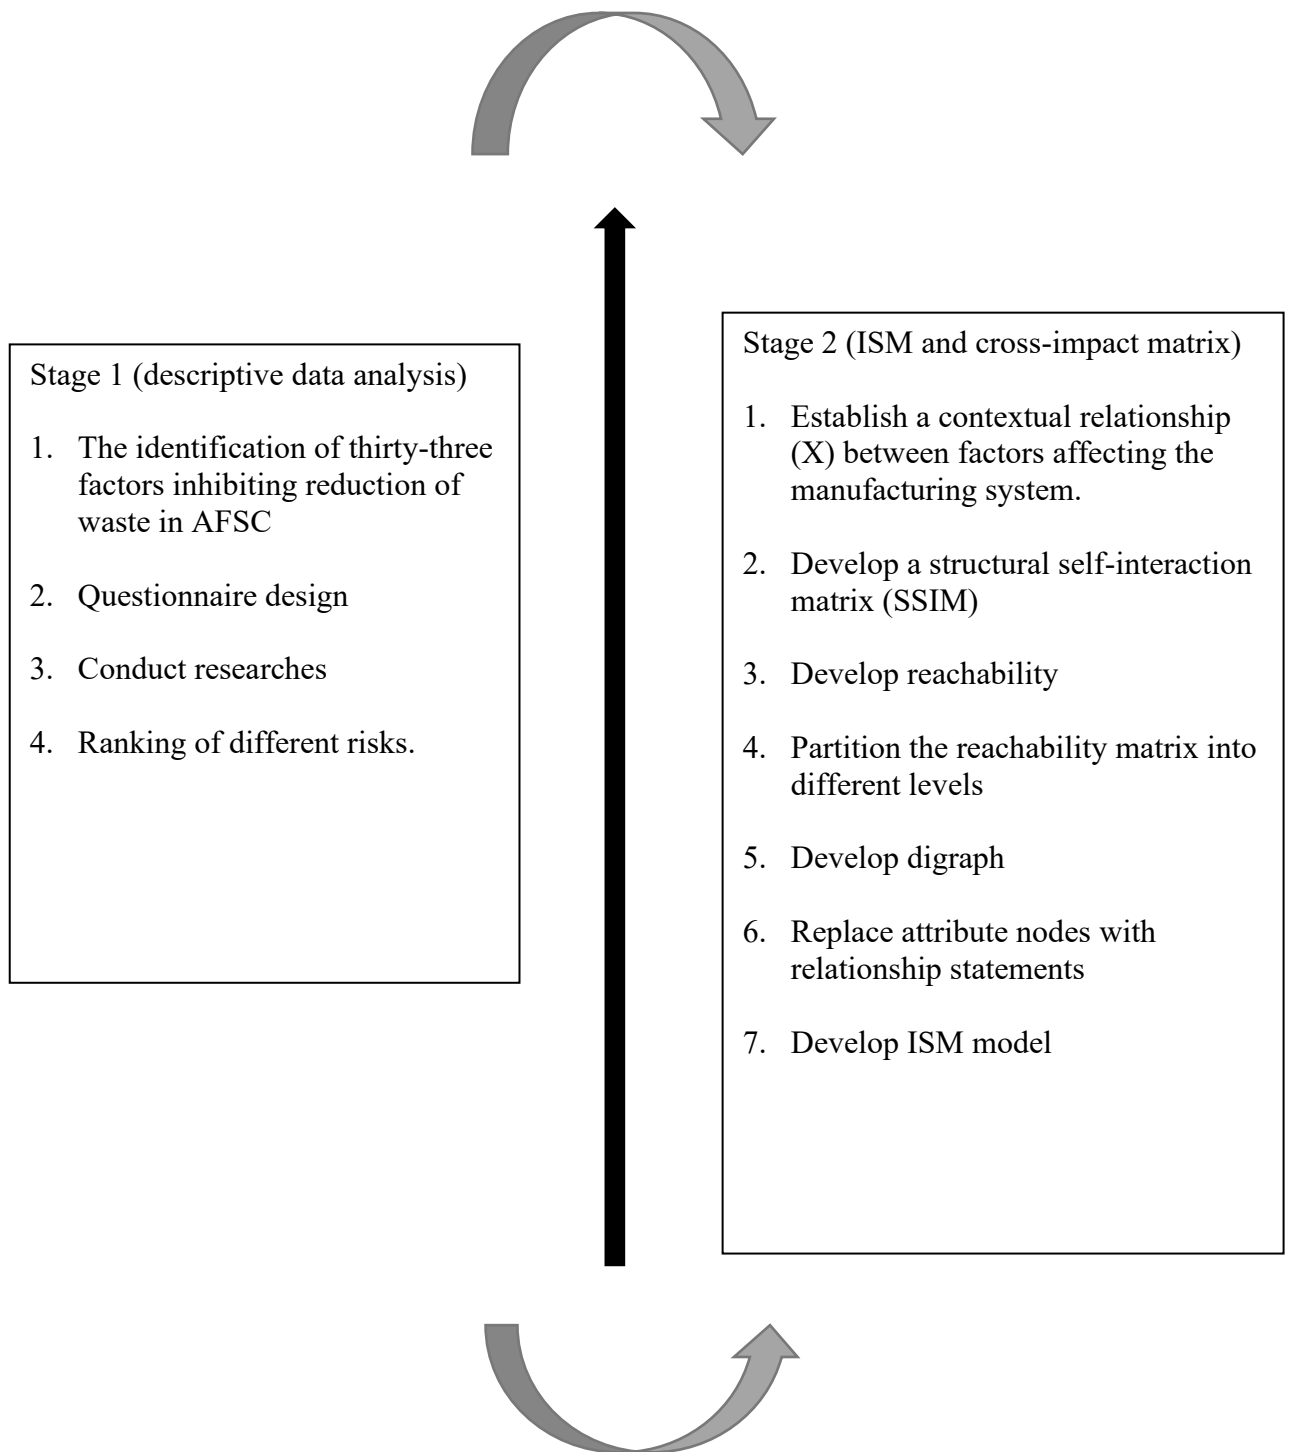 Stage 1 (descriptive data analysis)
1. The identification of thirty-three
factors inhibiting reduction of
waste in AFSC
2. Questionnaire design
3. Conduct researches
4. Ranking of different risks.
Stage 2 (ISM and cross-impact matrix)
1. Establish a contextual relationship
(X) between factors affecting the
manufacturing system.
2. Develop a structural self-interaction
matrix (SSIM)
3. Develop reachability
4. Partition the reachability matrix into
different levels
5. Develop digraph
6. Replace attribute nodes with
relationship statements
7. Develop ISM model